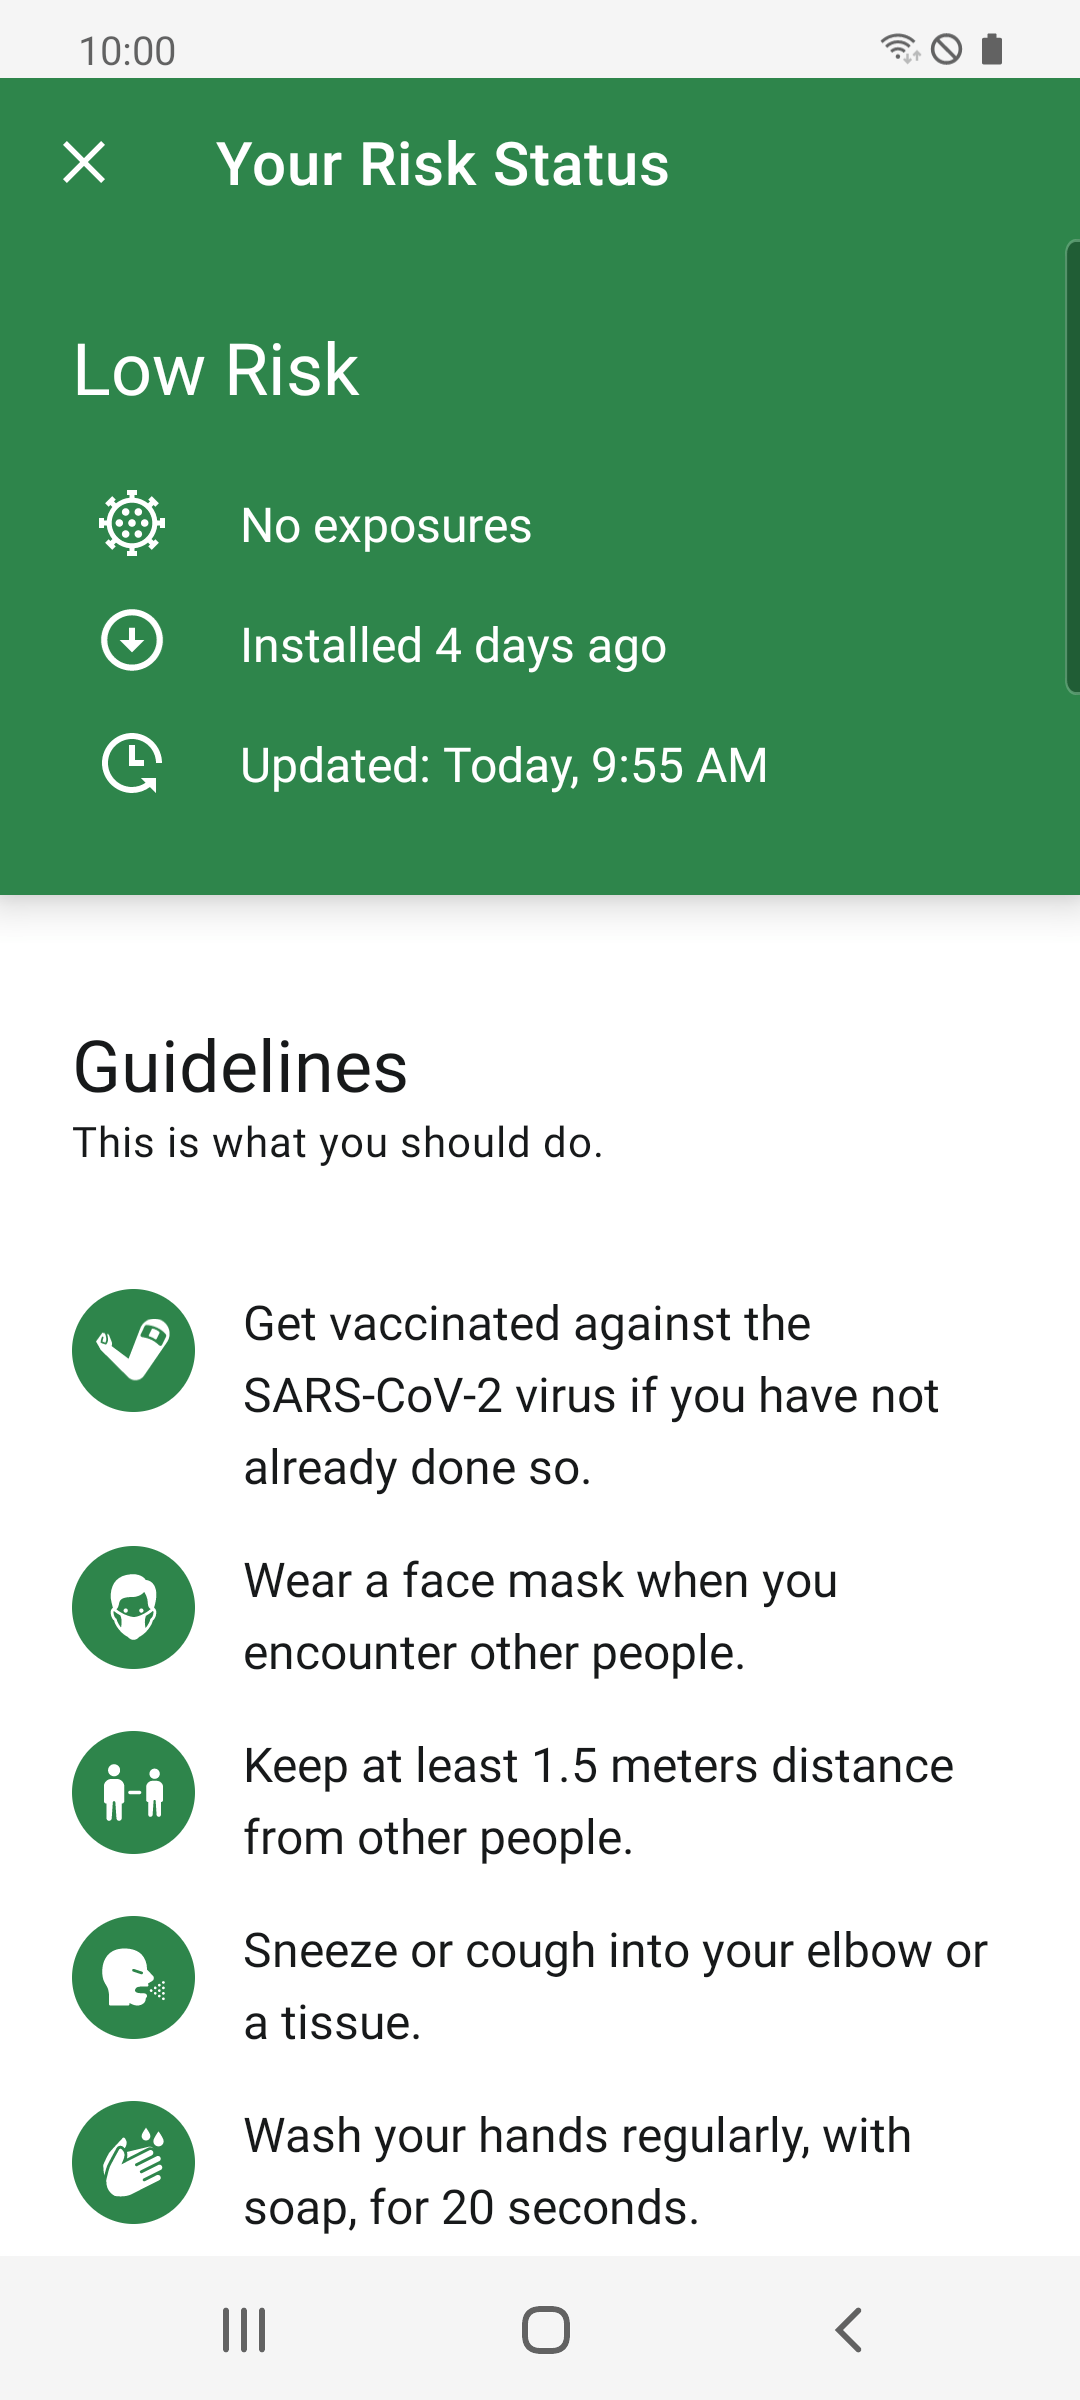 10:00
Your Risk Status
Low Risk
No exposures
Installed 4 days ago
Updated: Today, 9:55 AM
Guidelines
This is what you should do.
Get vaccinated against the
SARS-CoV-2 virus if you have not
already done so.
Wear a face mask when you
encounter other people.
Keep at least 1.5 meters distance
from other people.
Sneeze or cough into your elbow or
a tissue.
Wash your hands regularly, with
soap, for 20 seconds.